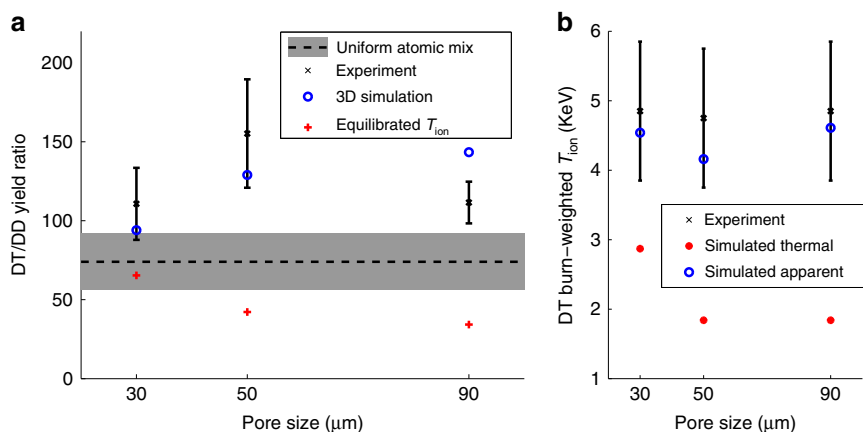 a
DT/DD yield ratio
200
150
100
50
0
Uniform atomic mix
Experiment
3D simulation
Equilibrated Tion
30
50
90
Pore size (μm)
b
DT burn-weighted Tion (KeV)
6
5
4
3
2
1
Experiment
Simulated thermal
Simulated apparent
30
50
90
Pore size (μm)